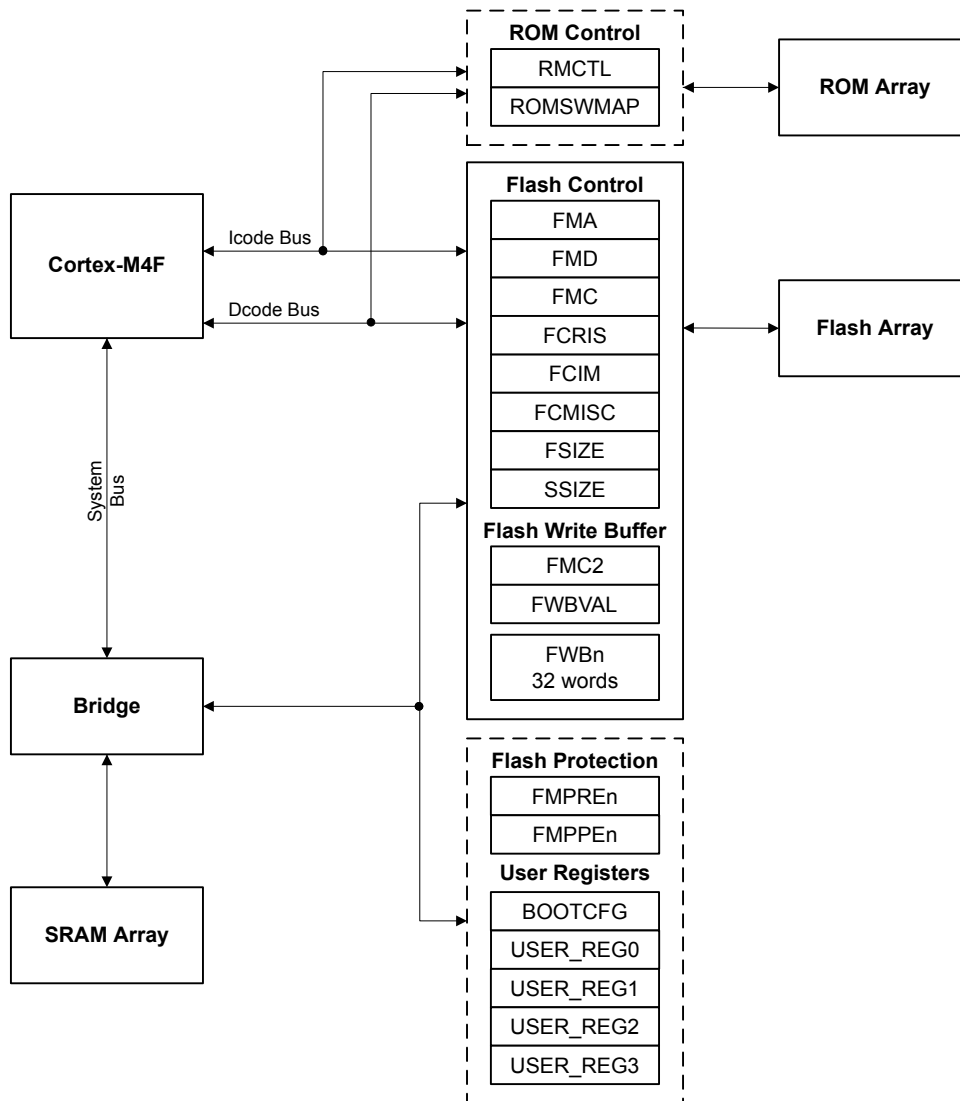 ROM Control
RMCTL
ROMSWMAP
ROM Array
Flash Control
FMA
FMD
FMC
FCRIS
FCIM
FCMISC
FSIZE
SSIZE
Flash Write Buffer
FMC2
FWBVAL
FWBn
32 words
Cortex-M4F
Icode Bus
Dcode Bus
Flash Array
System
Bus
Bridge
SRAM Array
Flash Protection
FMPREn
FMPPEn
User Registers
BOOTCFG
USER_REG0
USER_REG1
USER_REG2
USER_REG3